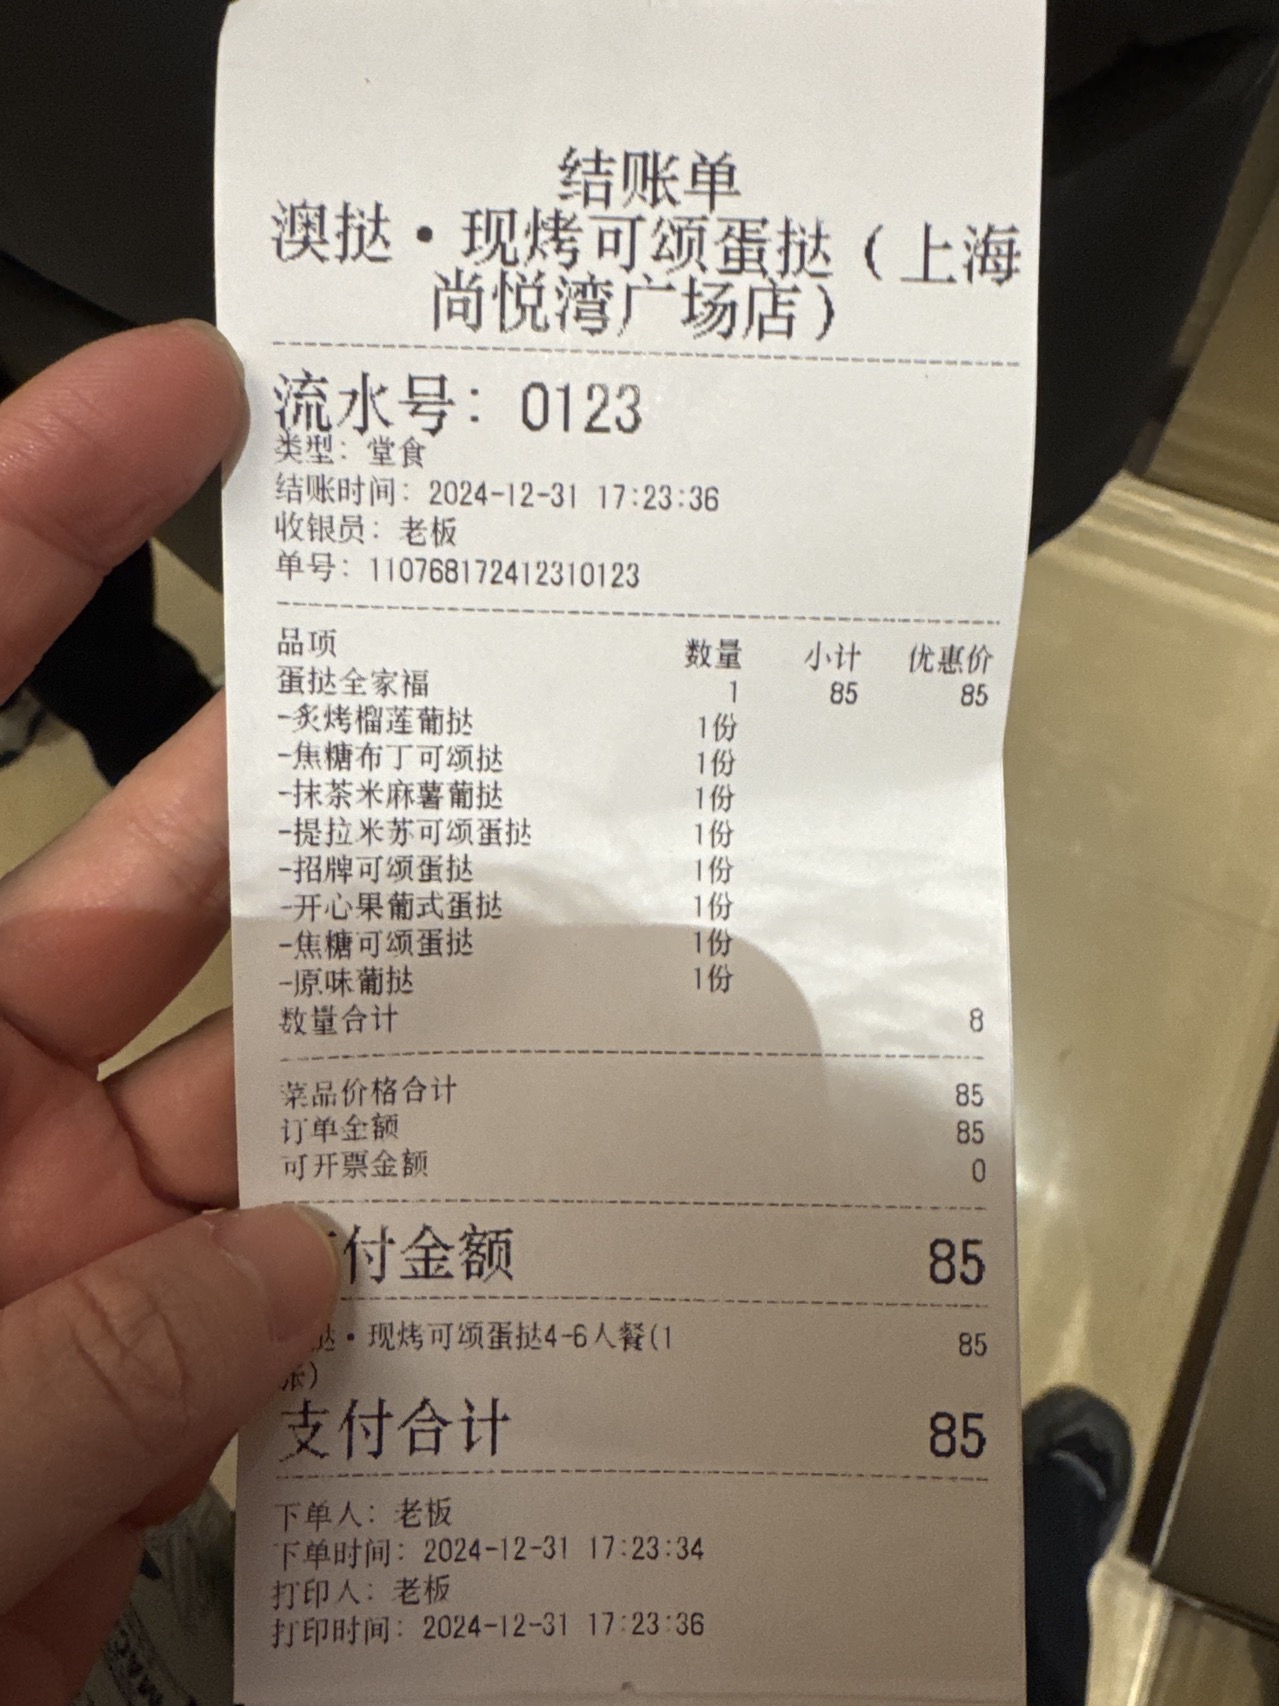 结账单
澳挞·现烤可颂蛋挞(上海
尚悦湾广场店)
流水号: 0123
类型: 堂食
结账时间: 2024-12-31 17:23:36
收银员: 老板
单号: 110768172412310123
品项 数量 小计 优惠价
蛋挞全家福 1 85 85
-炙烤榴莲葡挞 1份
-焦糖布丁可颂挞 1份
-抹茶米麻薯葡挞 1份
-提拉米苏可颂蛋挞 1份
-招牌可颂蛋挞 1份
-开心果葡式蛋挞 1份
-焦糖可颂蛋挞 1份
-原味葡挞 1份
数量合计 8
菜品价格合计 85
订单金额 85
可开票金额 0
付金额 85
挞·现烤可颂蛋挞4-6人餐(1 85
张)
支付合计 85
下单人: 老板
下单时间: 2024-12-31 17:23:34
打印人: 老板
打印时间: 2024-12-31 17:23:36